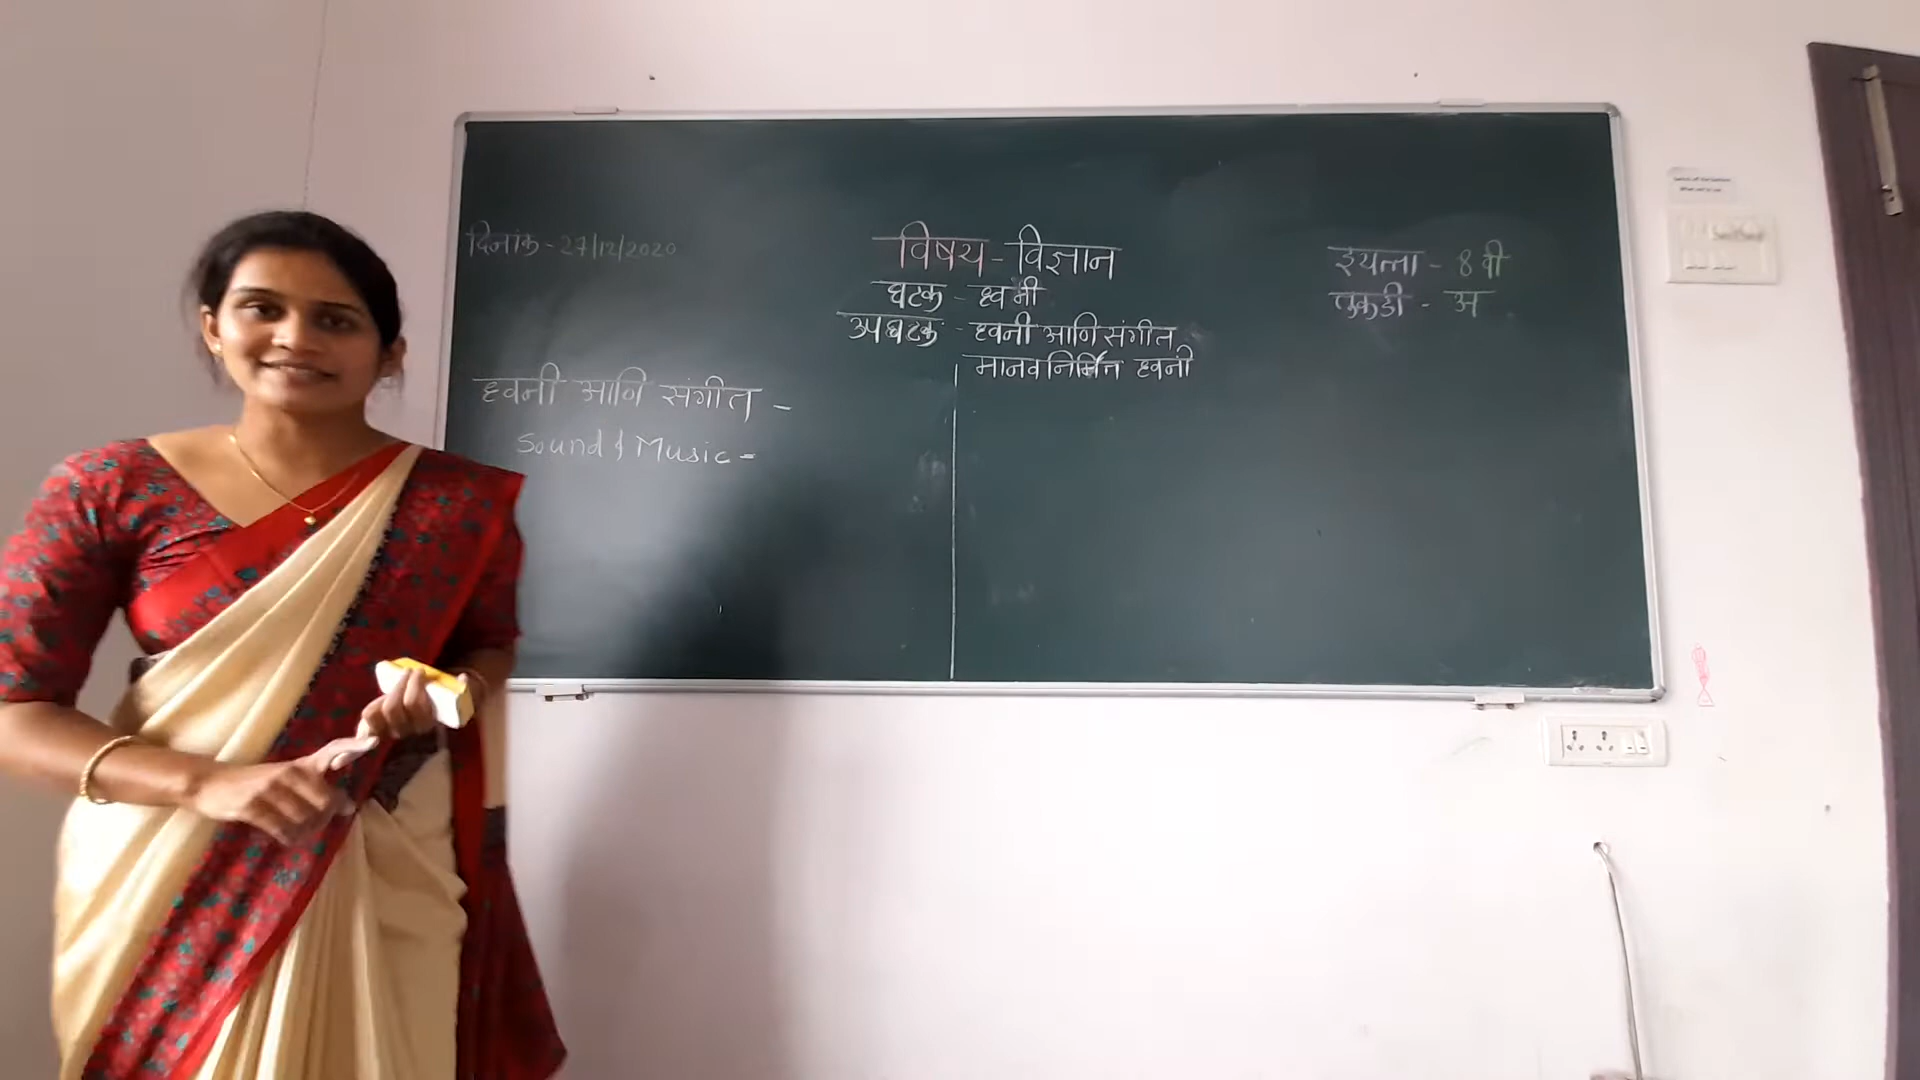 दिनांक - 27/12/2020
विषय - विज्ञान
घटक - ध्वनी
उपघटक - ध्वनी आणि संगीत
मानवनिर्मित ध्वनी
इयत्ता - 8 वी
तुकडी - अ
ध्वनी आणि संगीत -
Sound & Music -